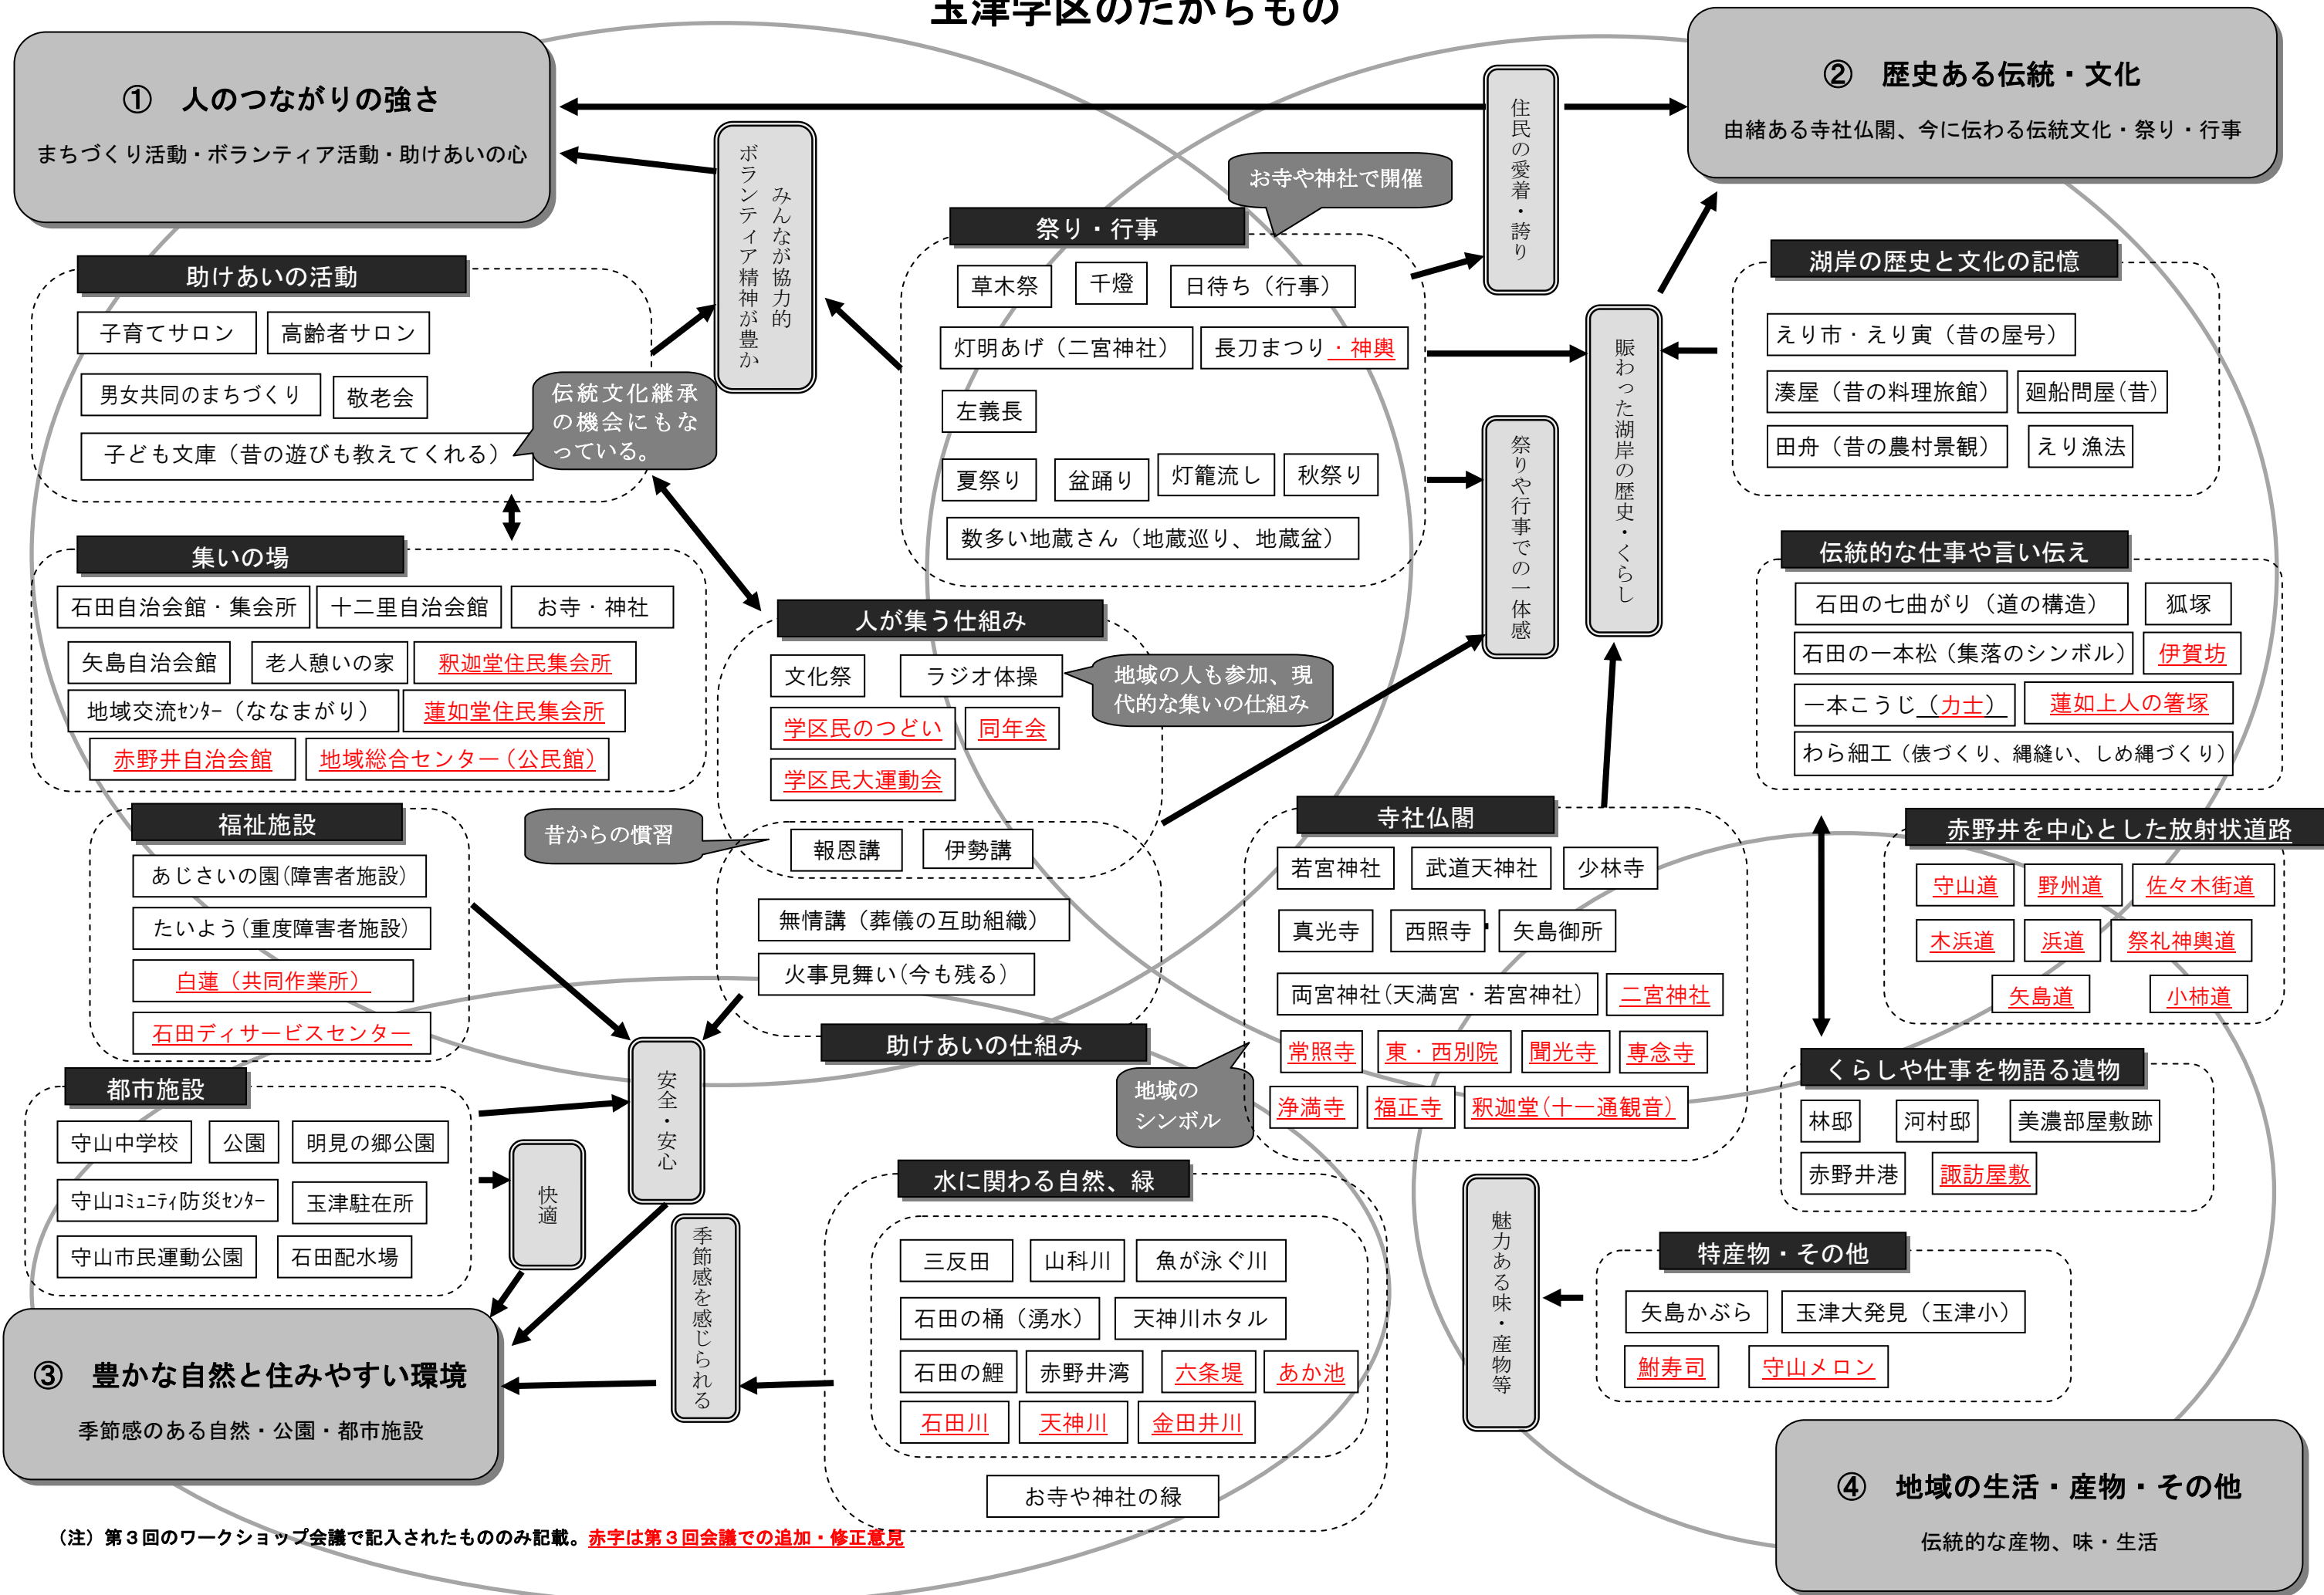 玉津学区のたからもの
① 人のつながりの強さ
まちづくり活動・ボランティア活動・助けあいの心
② 歴史ある伝統・文化
由緒ある寺社仏閣、今に伝わる伝統文化・祭り・行事
住民の愛着・誇り
みんなが協力的
ボランティア精神が豊か
お寺や神社で開催
祭り・行事
草木祭
千燈
日待ち（行事）
灯明あげ（二宮神社）
長刀まつり・神輿
左義長
夏祭り
盆踊り
灯籠流し
秋祭り
数多い地蔵さん（地蔵巡り、地蔵盆）
助けあいの活動
子育てサロン
高齢者サロン
男女共同のまちづくり
敬老会
子ども文庫（昔の遊びも教えてくれる）
伝統文化継承
の機会にもな
っている。
湖岸の歴史と文化の記憶
えり市・えり寅（昔の屋号）
湊屋（昔の料理旅館）
廻船問屋(昔)
田舟（昔の農村景観）
えり漁法
賑わった湖岸の歴史・くらし
祭りや行事での一体感
集いの場
石田自治会館・集会所
十二里自治会館
お寺・神社
矢島自治会館
老人憩いの家
釈迦堂住民集会所
地域交流ｾﾝﾀｰ（ななまがり）
蓮如堂住民集会所
赤野井自治会館
地域総合センター(公民館)
人が集う仕組み
文化祭
ラジオ体操
地域の人も参加、現
代的な集いの仕組み
学区民のつどい
同年会
学区民大運動会
昔からの慣習
報恩講
伊勢講
無情講（葬儀の互助組織）
火事見舞い(今も残る)
助けあいの仕組み
伝統的な仕事や言い伝え
石田の七曲がり（道の構造）
狐塚
石田の一本松（集落のシンボル）
伊賀坊
一本こうじ（力士）
蓮如上人の箸塚
わら細工（俵づくり、縄縫い、しめ縄づくり）
福祉施設
あじさいの園(障害者施設)
たいよう(重度障害者施設)
白蓮（共同作業所）
石田ディサービスセンター
寺社仏閣
若宮神社
武道天神社
少林寺
真光寺
西照寺
矢島御所
両宮神社(天満宮・若宮神社)
二宮神社
常照寺
東・西別院
聞光寺
専念寺
浄満寺
福正寺
釈迦堂(十一通観音)
地域の
シンボル
赤野井を中心とした放射状道路
守山道
野州道
佐々木街道
木浜道
浜道
祭礼神輿道
矢島道
小柿道
くらしや仕事を物語る遺物
林邸
河村邸
美濃部屋敷跡
赤野井港
諏訪屋敷
都市施設
守山中学校
公園
明見の郷公園
守山ｺﾐｭﾆﾃｨ防災ｾﾝﾀｰ
玉津駐在所
守山市民運動公園
石田配水場
安全・安心
快適
季節感を感じられる
水に関わる自然、緑
三反田
山科川
魚が泳ぐ川
石田の桶（湧水）
天神川ホタル
石田の鯉
赤野井湾
六条堤
あか池
石田川
天神川
金田井川
お寺や神社の緑
魅力ある味・産物等
特産物・その他
矢島かぶら
玉津大発見（玉津小）
鮒寿司
守山メロン
③ 豊かな自然と住みやすい環境
季節感のある自然・公園・都市施設
④ 地域の生活・産物・その他
伝統的な産物、味・生活
（注）第３回のワークショップ会議で記入されたもののみ記載。赤字は第３回会議での追加・修正意見